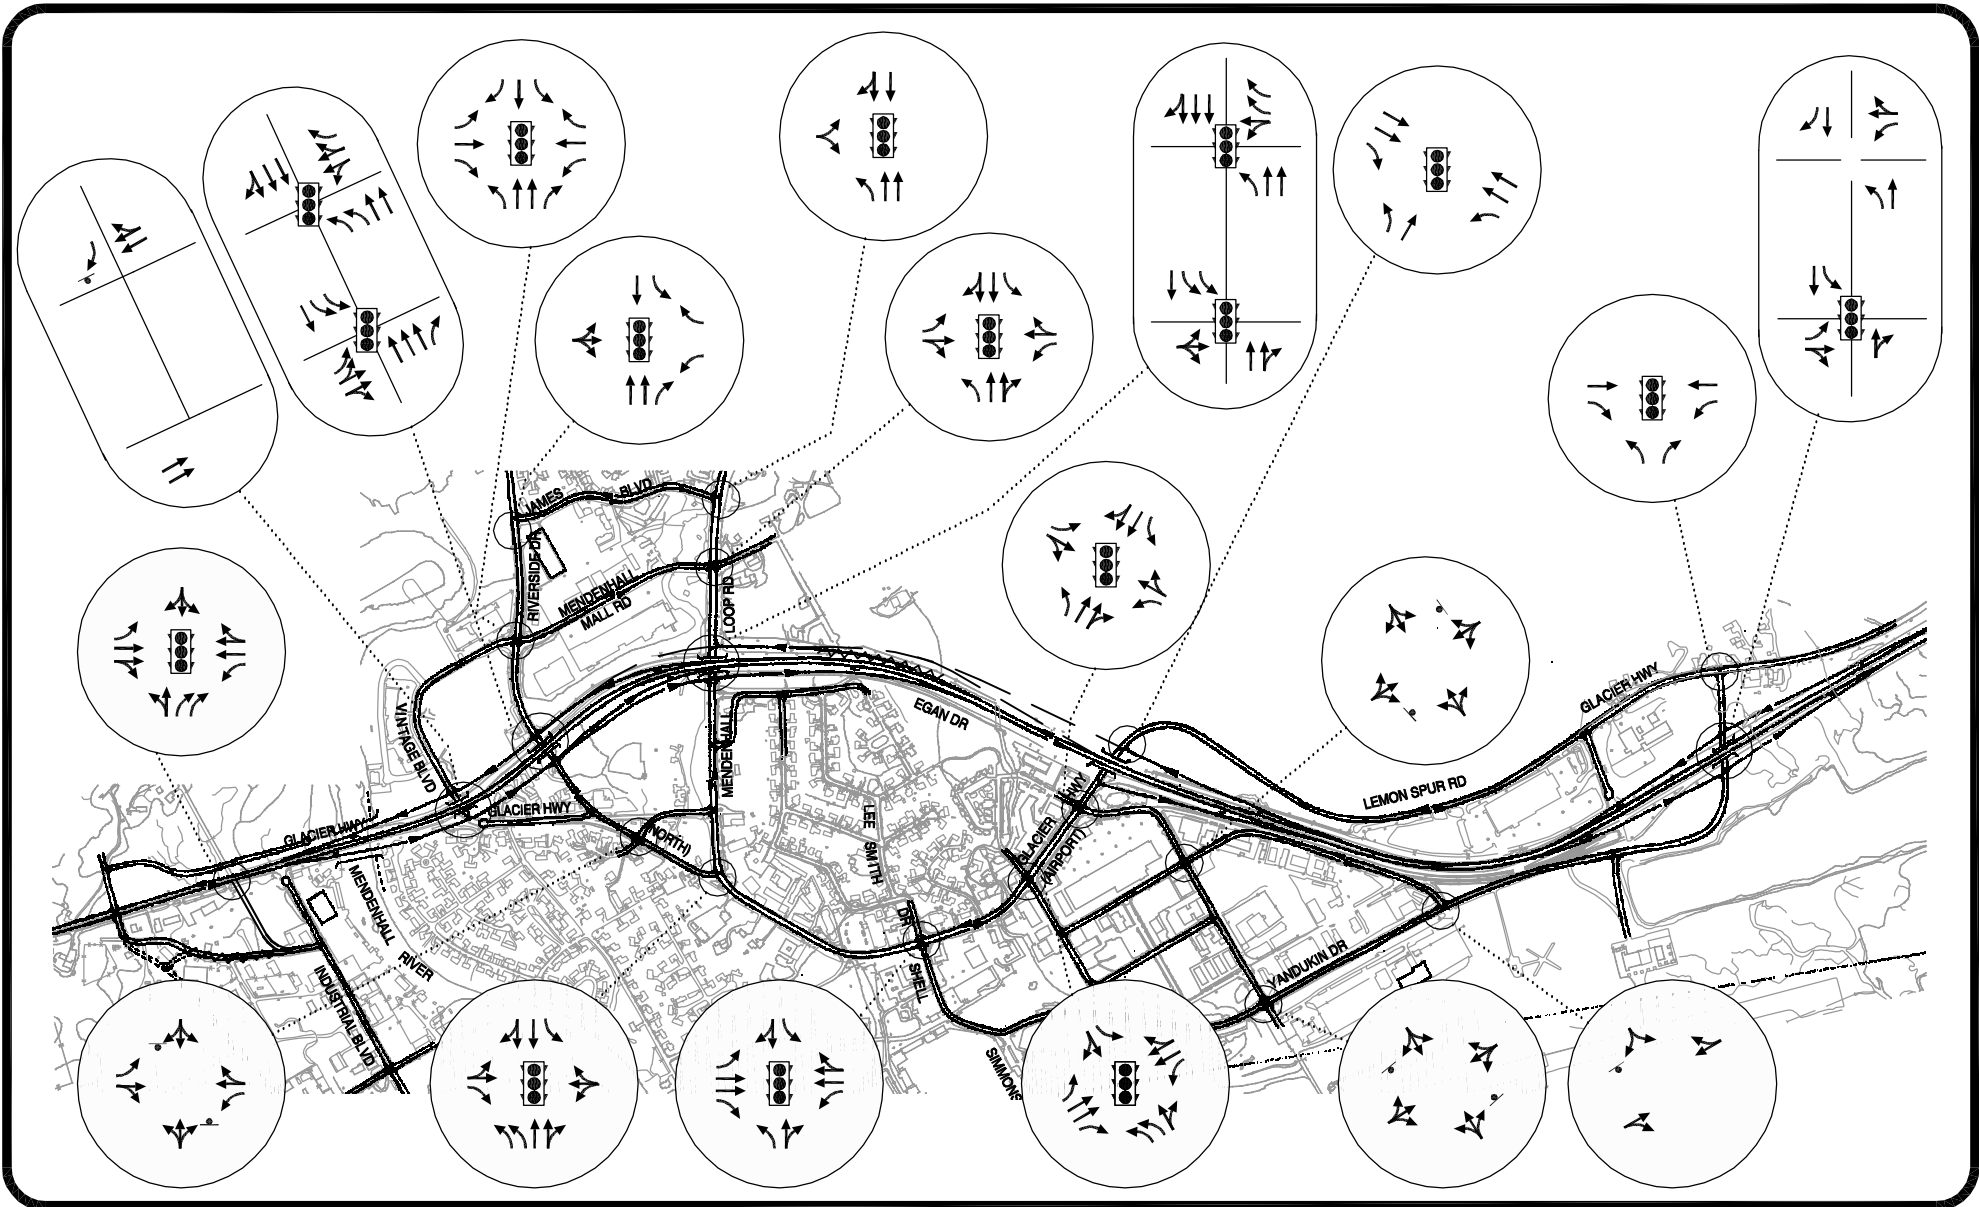 JAMES BLVD
RIVERSIDE DR
MENDENHALL
MALL RD
LOOP RD
VINTAGE BLVD
MENDENHALL
EGAN DR
GLACIER HWY
LEMON SPUR RD
GLACIER HWY
GLACIER HWY
(NORTH)
LEE SMITH
DR
GLACIER HWY
(AIRPORT)
MENDENHALL
RIVER
INDUSTRIAL BLVD
SHELL
SIMMONS
YANDUKIN DR